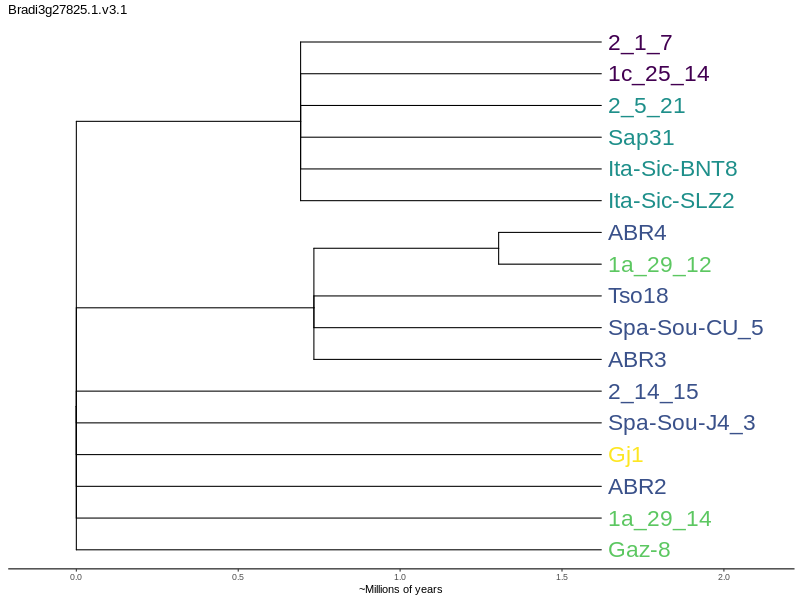 Bradi3g27825.1.v3.1
2_1_7
1c_25_14
2_5_21
Sap31
Ita-Sic-BNT8
Ita-Sic-SLZ2
ABR4
1a_29_12
Tso18
Spa-Sou-CU_5
ABR3
2_14_15
Spa-Sou-J4_3
Gj1
ABR2
1a_29_14
Gaz-8
0.0 0.5 1.0 1.5 2.0
~Millions of years